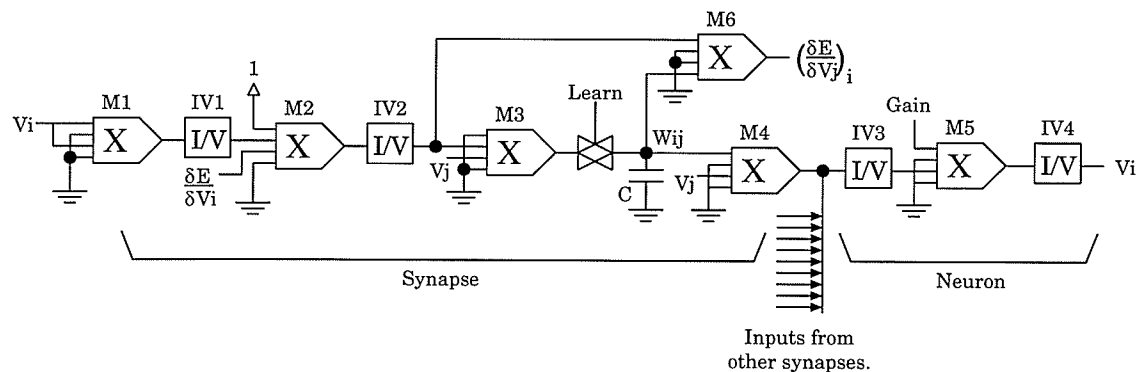 M6
X
(δE/δVj)i
1
Learn
M1
IV1
M2
IV2
M3
Wij
M4
Gain
IV3
M5
IV4
Vi
X
I/V
X
I/V
X
X
I/V
X
I/V
Vi
Vj
Vj
C
δE/δVi
Synapse
Neuron
Inputs from
other synapses.